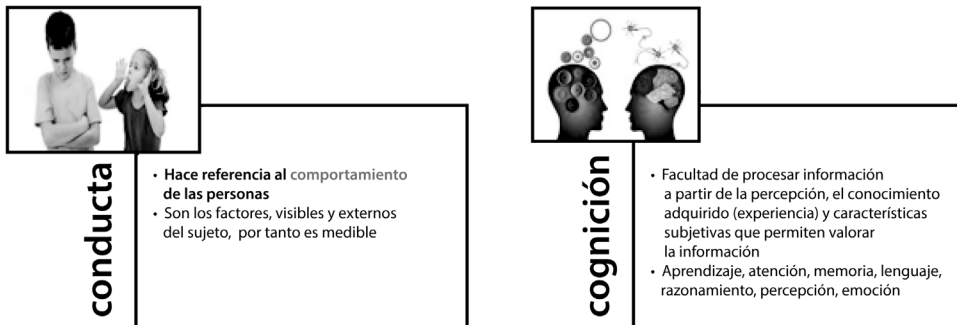 conducta
• Hace referencia al comportamiento
de las personas
• Son los factores, visibles y externos
del sujeto, por tanto es medible
cognición
• Facultad de procesar información
a partir de la percepción, el conocimiento
adquirido (experiencia) y características
subjetivas que permiten valorar
la información
• Aprendizaje, atención, memoria, lenguaje,
razonamiento, percepción, emoción